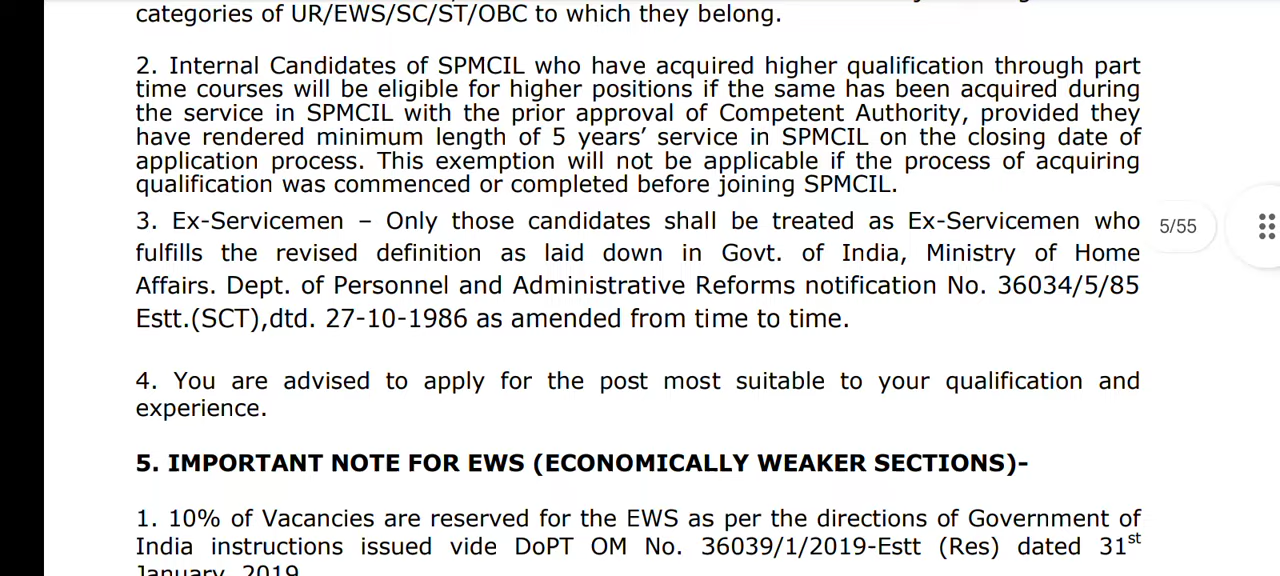 categories of UR/EWS/SC/ST/OBC to which they belong.
2. Internal Candidates of SPMCIL who have acquired higher qualification through part
time courses will be eligible for higher positions if the same has been acquired during
the service in SPMCIL with the prior approval of Competent Authority, provided they
have rendered minimum length of 5 years’ service in SPMCIL on the closing date of
application process. This exemption will not be applicable if the process of acquiring
qualification was commenced or completed before joining SPMCIL.
3. Ex-Servicemen – Only those candidates shall be treated as Ex-Servicemen who
fulfills the revised definition as laid down in Govt. of India, Ministry of Home
Affairs. Dept. of Personnel and Administrative Reforms notification No. 36034/5/85
Estt.(SCT),dtd. 27-10-1986 as amended from time to time.
5/55
4. You are advised to apply for the post most suitable to your qualification and
experience.
5. IMPORTANT NOTE FOR EWS (ECONOMICALLY WEAKER SECTIONS)-
1. 10% of Vacancies are reserved for the EWS as per the directions of Government of
India instructions issued vide DoPT OM No. 36039/1/2019-Estt (Res) dated 31st
January, 2019